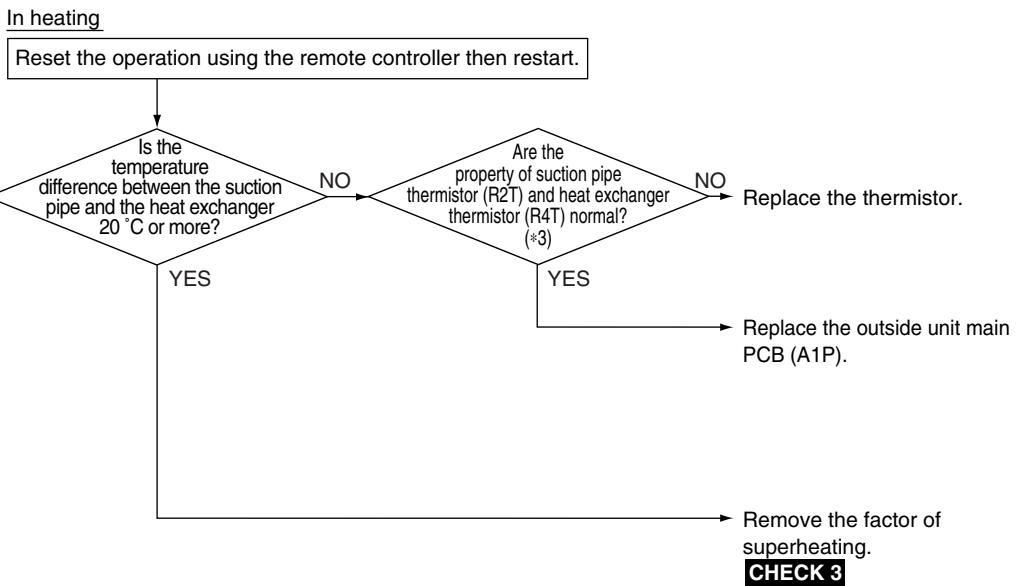 In heating
Reset the operation using the remote controller then restart.
Is the
temperature
difference between the suction
pipe and the heat exchanger
20 ˚C or more?
NO
YES
Are the
property of suction pipe
thermistor (R2T) and heat exchanger
thermistor (R4T) normal?
(*3)
NO
Replace the thermistor.
YES
Replace the outside unit main
PCB (A1P).
Remove the factor of
superheating.
CHECK 3